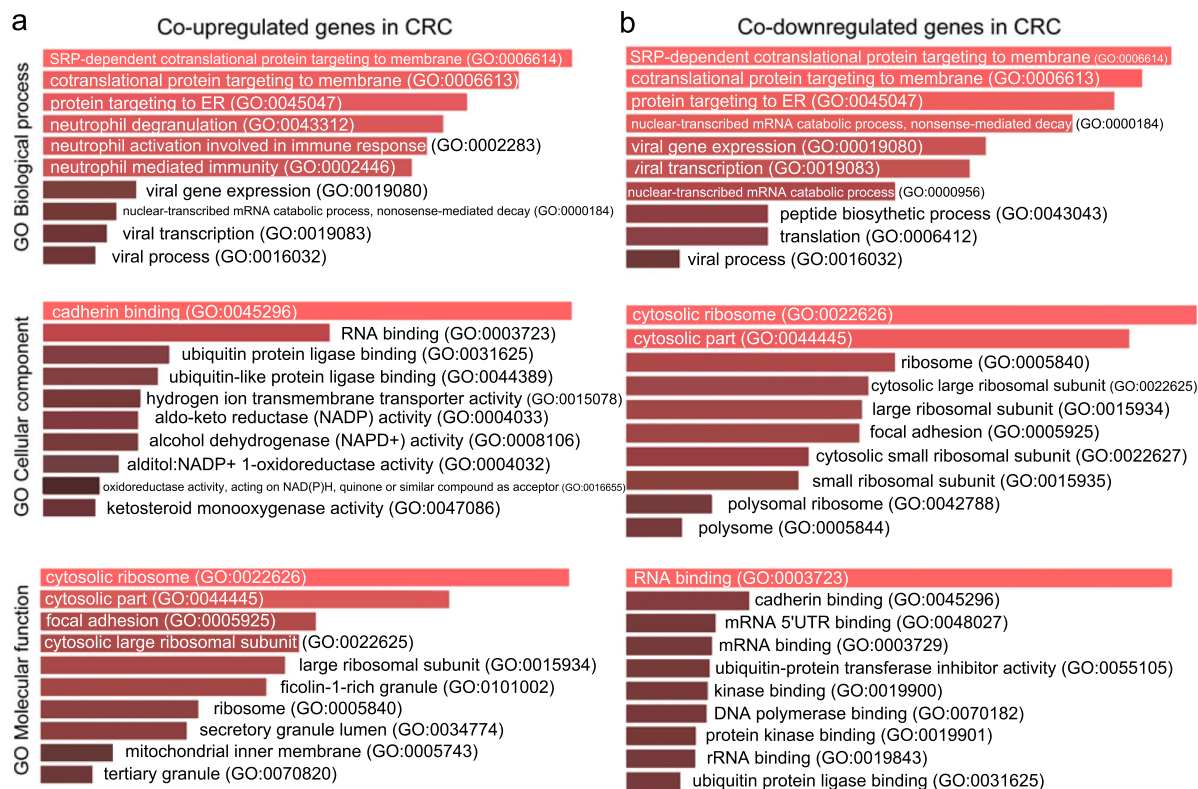 a
Co-upregulated genes in CRC
GO Biological process
SRP-dependent cotranslational protein targeting to membrane (GO:0006614)
cotranslational protein targeting to membrane (GO:0006613)
protein targeting to ER (GO:0045047)
neutrophil degranulation (GO:0043312)
neutrophil activation involved in immune response (GO:0002283)
neutrophil mediated immunity (GO:0002446)
viral gene expression (GO:0019080)
nuclear-transcribed mRNA catabolic process, nonosense-mediated decay (GO:0000184)
viral transcription (GO:0019083)
viral process (GO:0016032)
GO Cellular component
cadherin binding (GO:0045296)
RNA binding (GO:0003723)
ubiquitin protein ligase binding (GO:0031625)
ubiquitin-like protein ligase binding (GO:0044389)
hydrogen ion transmembrane transporter activity (GO:0015078)
aldo-keto reductase (NADP) activity (GO:0004033)
alcohol dehydrogenase (NAPD+) activity (GO:0008106)
alditol:NADP+ 1-oxidoreductase activity (GO:0004032)
oxidoreductase activity, acting on NAD(P)H, quinone or similar compound as acceptor (GO:0016655)
ketosteroid monooxygenase activity (GO:0047086)
GO Molecular function
cytosolic ribosome (GO:0022626)
cytosolic part (GO:0044445)
focal adhesion (GO:0005925)
cytosolic large ribosomal subunit (GO:0022625)
large ribosomal subunit (GO:0015934)
ficolin-1-rich granule (GO:0101002)
ribosome (GO:0005840)
secretory granule lumen (GO:0034774)
mitochondrial inner membrane (GO:0005743)
tertiary granule (GO:0070820)
b
Co-downregulated genes in CRC
SRP-dependent cotranslational protein targeting to membrane (GO:0006614)
cotranslational protein targeting to membrane (GO:0006613)
protein targeting to ER (GO:0045047)
nuclear-transcribed mRNA catabolic process, nonsense-mediated decay (GO:0000184)
viral gene expression (GO:00019080)
viral transcription (GO:0019083)
nuclear-transcribed mRNA catabolic process (GO:0000956)
peptide biosythetic process (GO:0043043)
translation (GO:0006412)
viral process (GO:0016032)
cytosolic ribosome (GO:0022626)
cytosolic part (GO:0044445)
ribosome (GO:0005840)
cytosolic large ribosomal subunit (GO:0022625)
large ribosomal subunit (GO:0015934)
focal adhesion (GO:0005925)
cytosolic small ribosomal subunit (GO:0022627)
small ribosomal subunit (GO:0015935)
polysomal ribosome (GO:0042788)
polysome (GO:0005844)
RNA binding (GO:0003723)
cadherin binding (GO:0045296)
mRNA 5'UTR binding (GO:0048027)
mRNA binding (GO:0003729)
ubiquitin-protein transferase inhibitor activity (GO:0055105)
kinase binding (GO:0019900)
DNA polymerase binding (GO:0070182)
protein kinase binding (GO:0019901)
rRNA binding (GO:0019843)
ubiquitin protein ligase binding (GO:0031625)